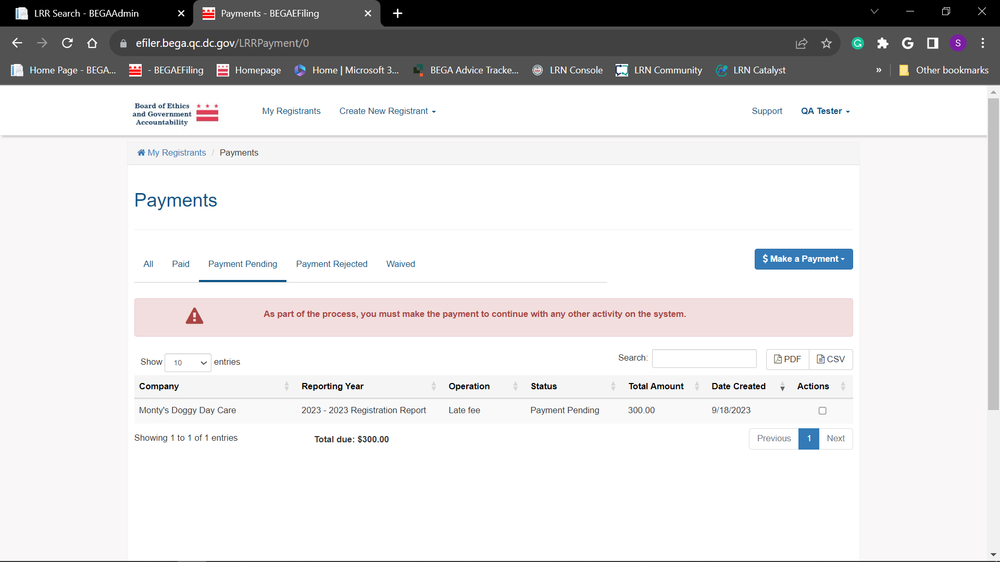 LRR Search - BEGAAdmin
Payments - BEGAEFiling
efiler.bega.qc.dc.gov/LRRPayment/0
G
S
Home Page - BEGA...
- BEGAEFiling
Homepage
Home | Microsoft 3...
BEGA Advice Tracke...
LRN Console
LRN Community
LRN Catalyst
»
Other bookmarks
Board of Ethics
and Government
Accountability
My Registrants
Create New Registrant
Support
QA Tester
My Registrants / Payments
Payments
All
Paid
Payment Pending
Payment Rejected
Waived
$ Make a Payment
As part of the process, you must make the payment to continue with any other activity on the system.
Show 10 entries
Search:
PDF
CSV
Company Reporting Year Operation Status Total Amount Date Created Actions
Monty's Doggy Day Care 2023 - 2023 Registration Report Late fee Payment Pending 300.00 9/18/2023
Showing 1 to 1 of 1 entries
Total due: $300.00
Previous 1 Next